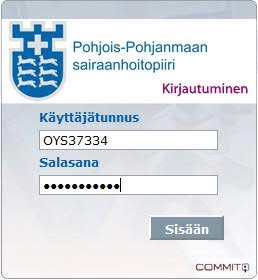 Pohjois-Pohjanmaan
sairaanhoitopiiri
Kirjautuminen
Käyttäjätunnus
OYS37334
Salasana
●●●●●●●●●●●
Sisään
COMMIT